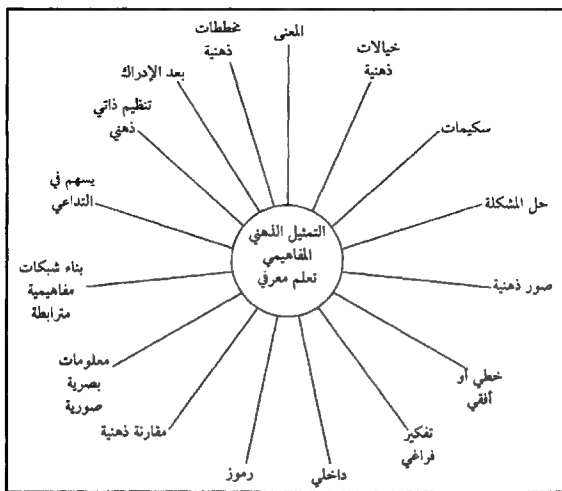 المعنى
خيالات
ذهنية
سكيمات
حل المشكلة
صور ذهنية
خطي أو
أفقي
تفكير
فراغي
داخلي
رموز
مقارنة ذهنية
معلومات
بصرية
صورية
بناء شبكات
مفاهيمية
مترابطة
يسهم في
التداعي
تنظيم ذاتي
ذهني
بعد الإدراك
مخططات
ذهنية
التمثيل الذهني
المفاهيمي
تعلم معرفي